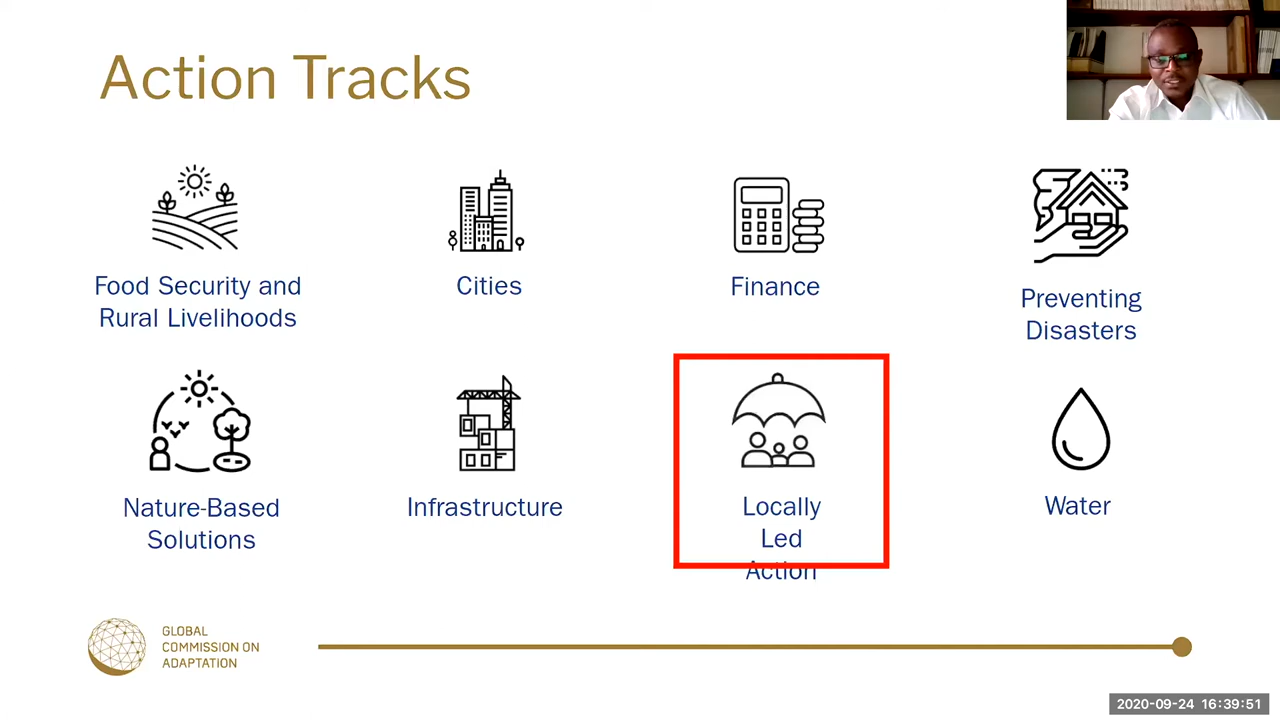 Action Tracks
Food Security and
Rural Livelihoods
Cities
Finance
Preventing
Disasters
Nature-Based
Solutions
Infrastructure
Locally
Led
Action
Water
GLOBAL
COMMISSION ON
ADAPTATION
2020-09-24 16:39:51